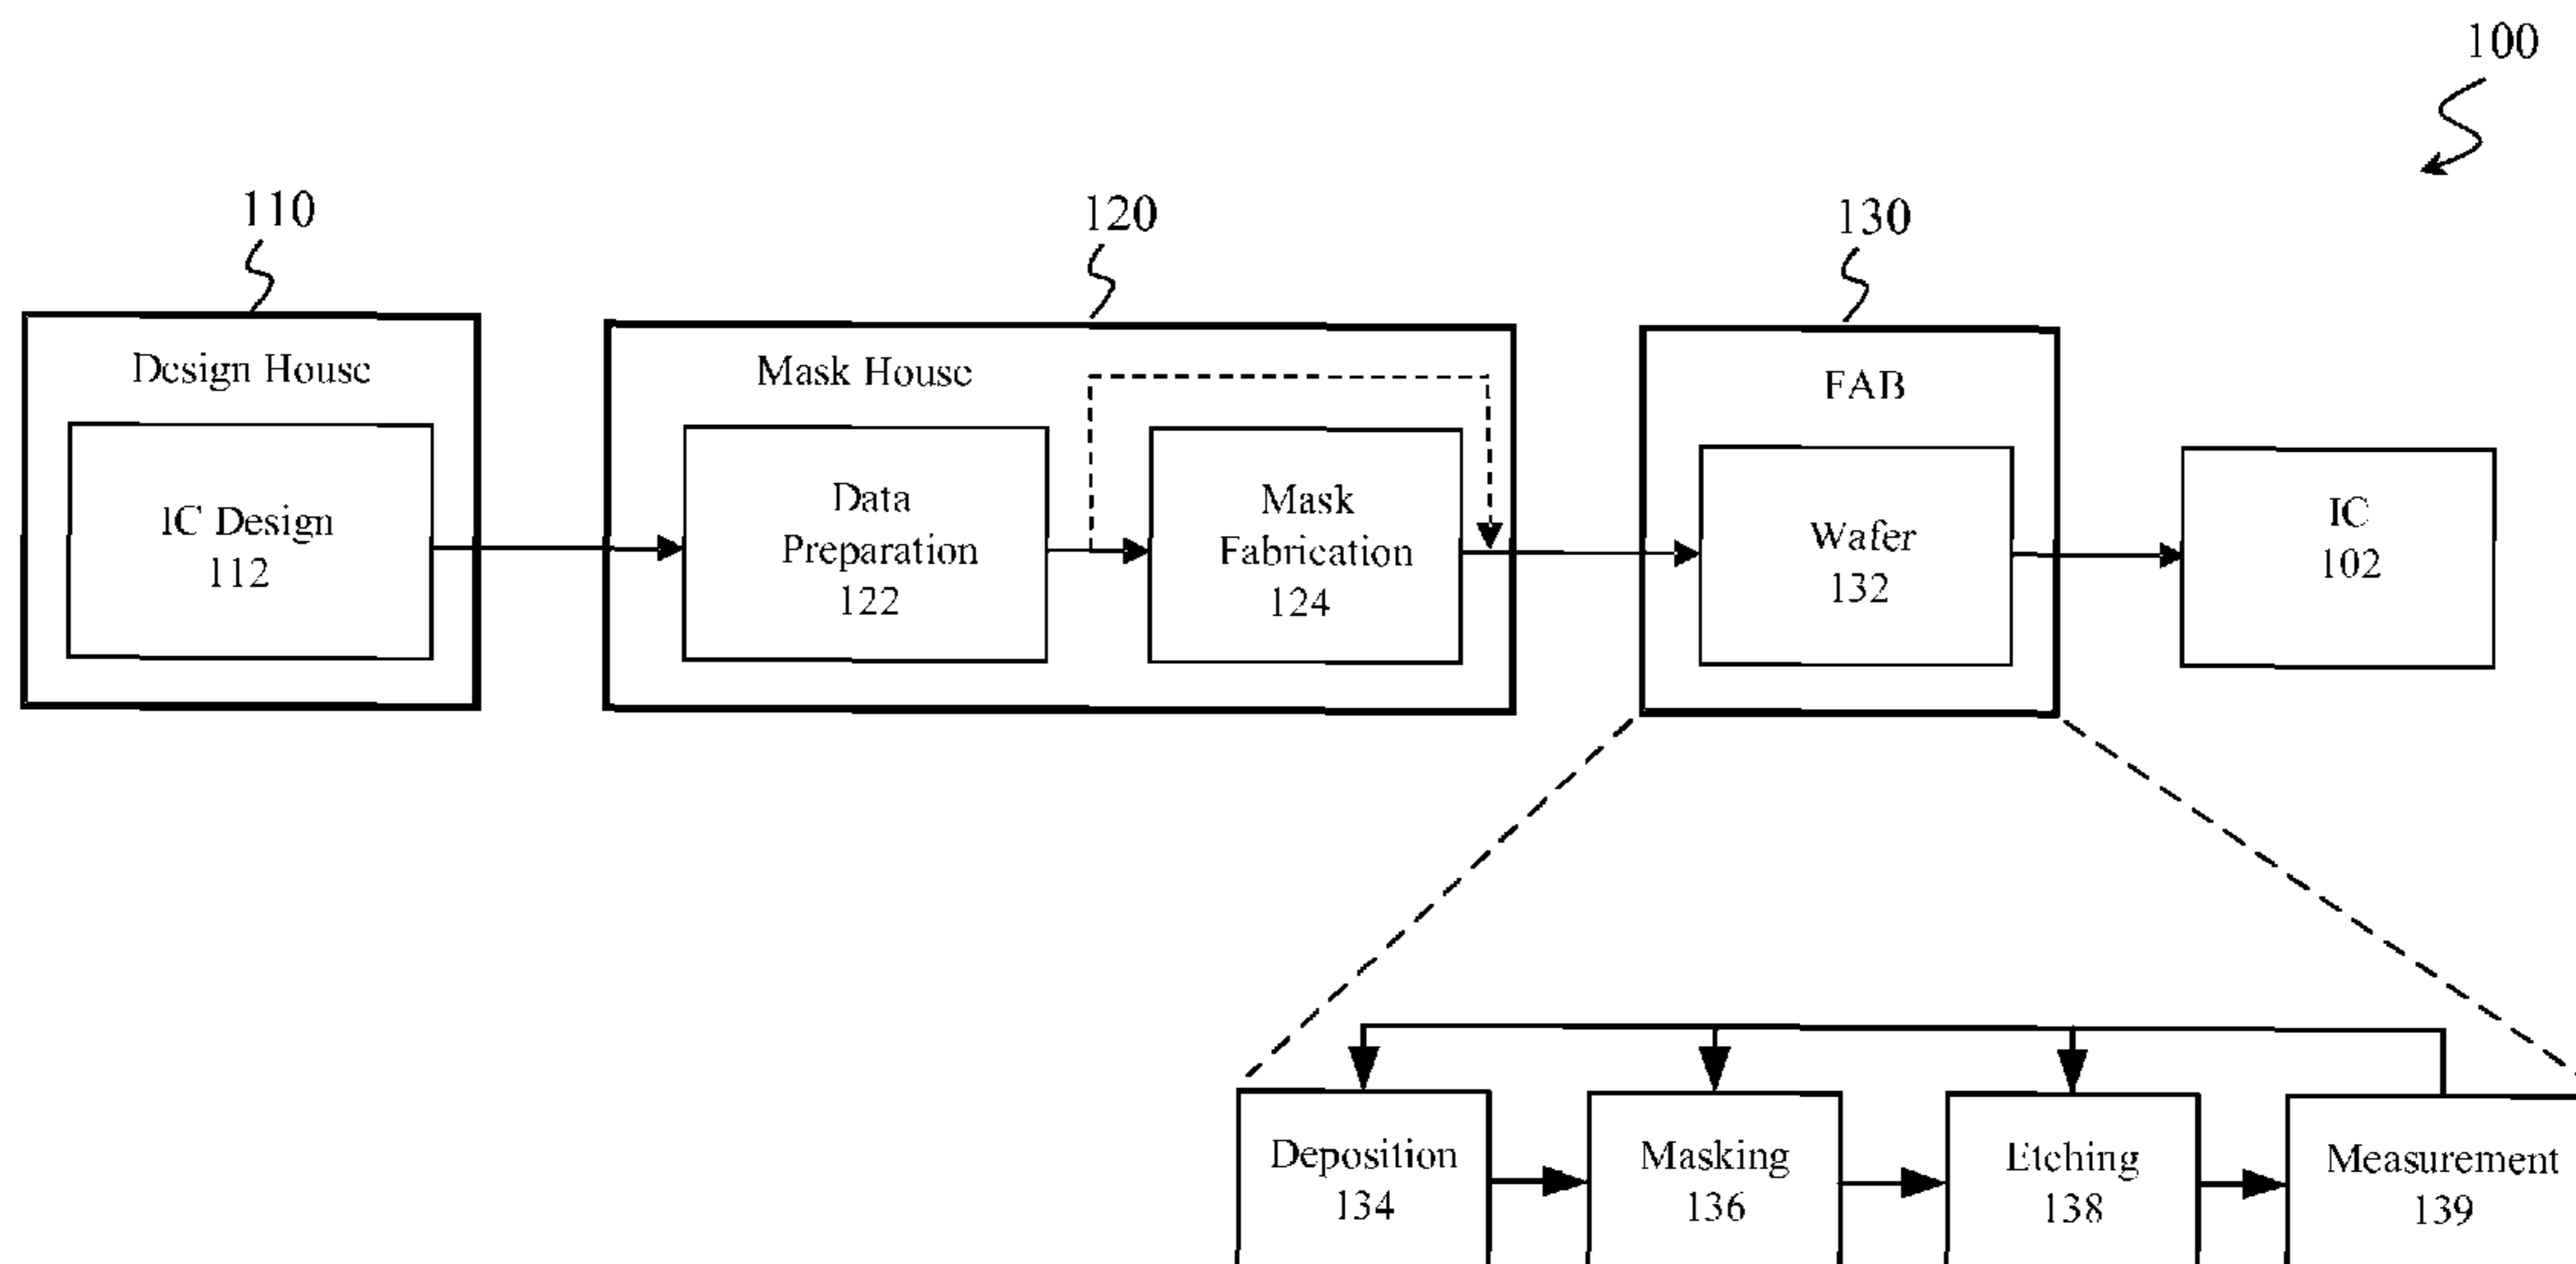 100
110
120
130
Design House
Mask House
FAB
IC Design
112
Data
Preparation
122
Mask
Fabrication
124
Wafer
132
IC
102
Deposition
134
Masking
136
Etching
138
Measurement
139